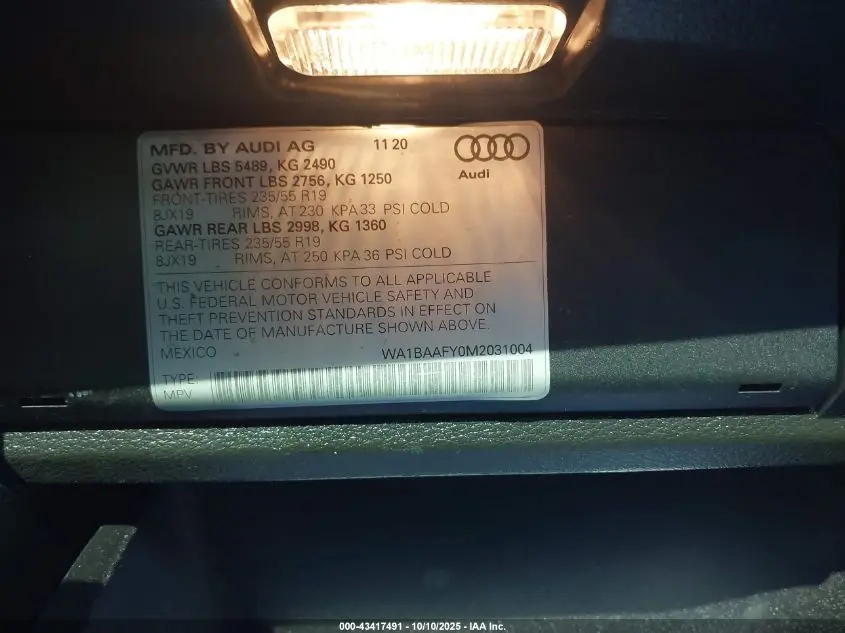 MFD. BY AUDI AG 11 20
Audi
GVWR LBS 5489, KG 2490
GAWR FRONT LBS 2756, KG 1250
FRONT-TIRES 235/55 R19
8JX19 RIMS, AT 230 KPA 33 PSI COLD
GAWR REAR LBS 2998, KG 1360
REAR-TIRES 235/55 R19
8JX19 RIMS, AT 250 KPA 36 PSI COLD
THIS VEHICLE CONFORMS TO ALL APPLICABLE
U.S. FEDERAL MOTOR VEHICLE SAFETY AND
THEFT PREVENTION STANDARDS IN EFFECT ON
THE DATE OF MANUFACTURE SHOWN ABOVE.
MEXICO WA1BAAFY0M2031004
TYPE:
MPV
000-43417491 - 10/10/2025 - IAA Inc.